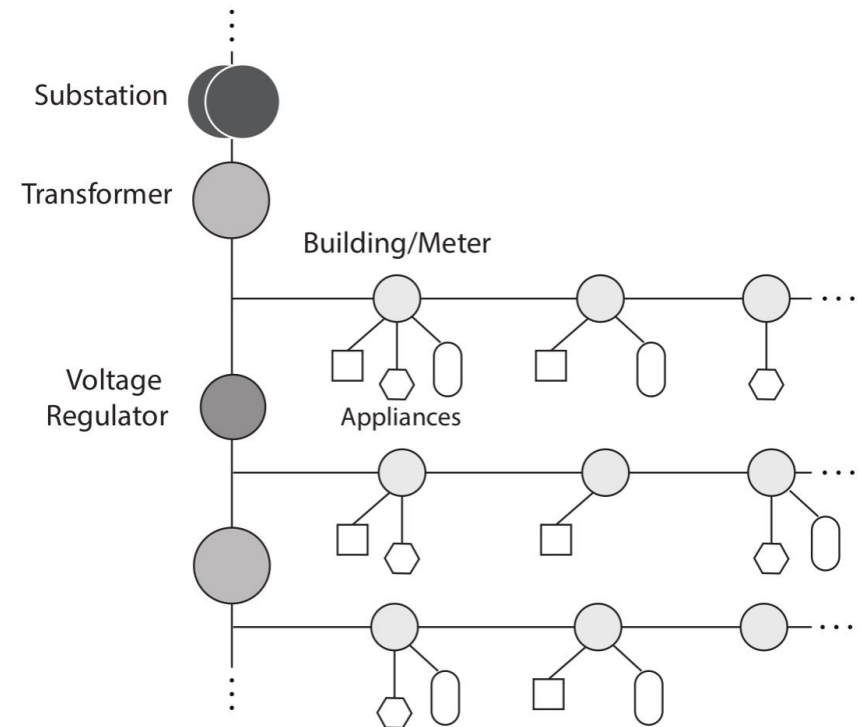 Substation
Transformer
Building/Meter
Voltage
Regulator
Appliances